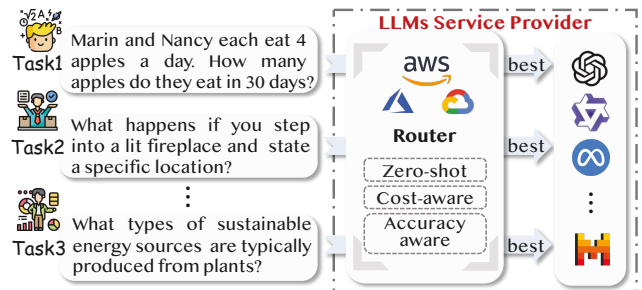 LLMs Service Provider
Task1
Marin and Nancy each eat 4
apples a day. How many
apples do they eat in 30 days?
Task2
What happens if you step
into a lit fireplace and state
a specific location?
Task3
What types of sustainable
energy sources are typically
produced from plants?
aws
Router
Zero-shot
Cost-aware
Accuracy
aware
best
best
best